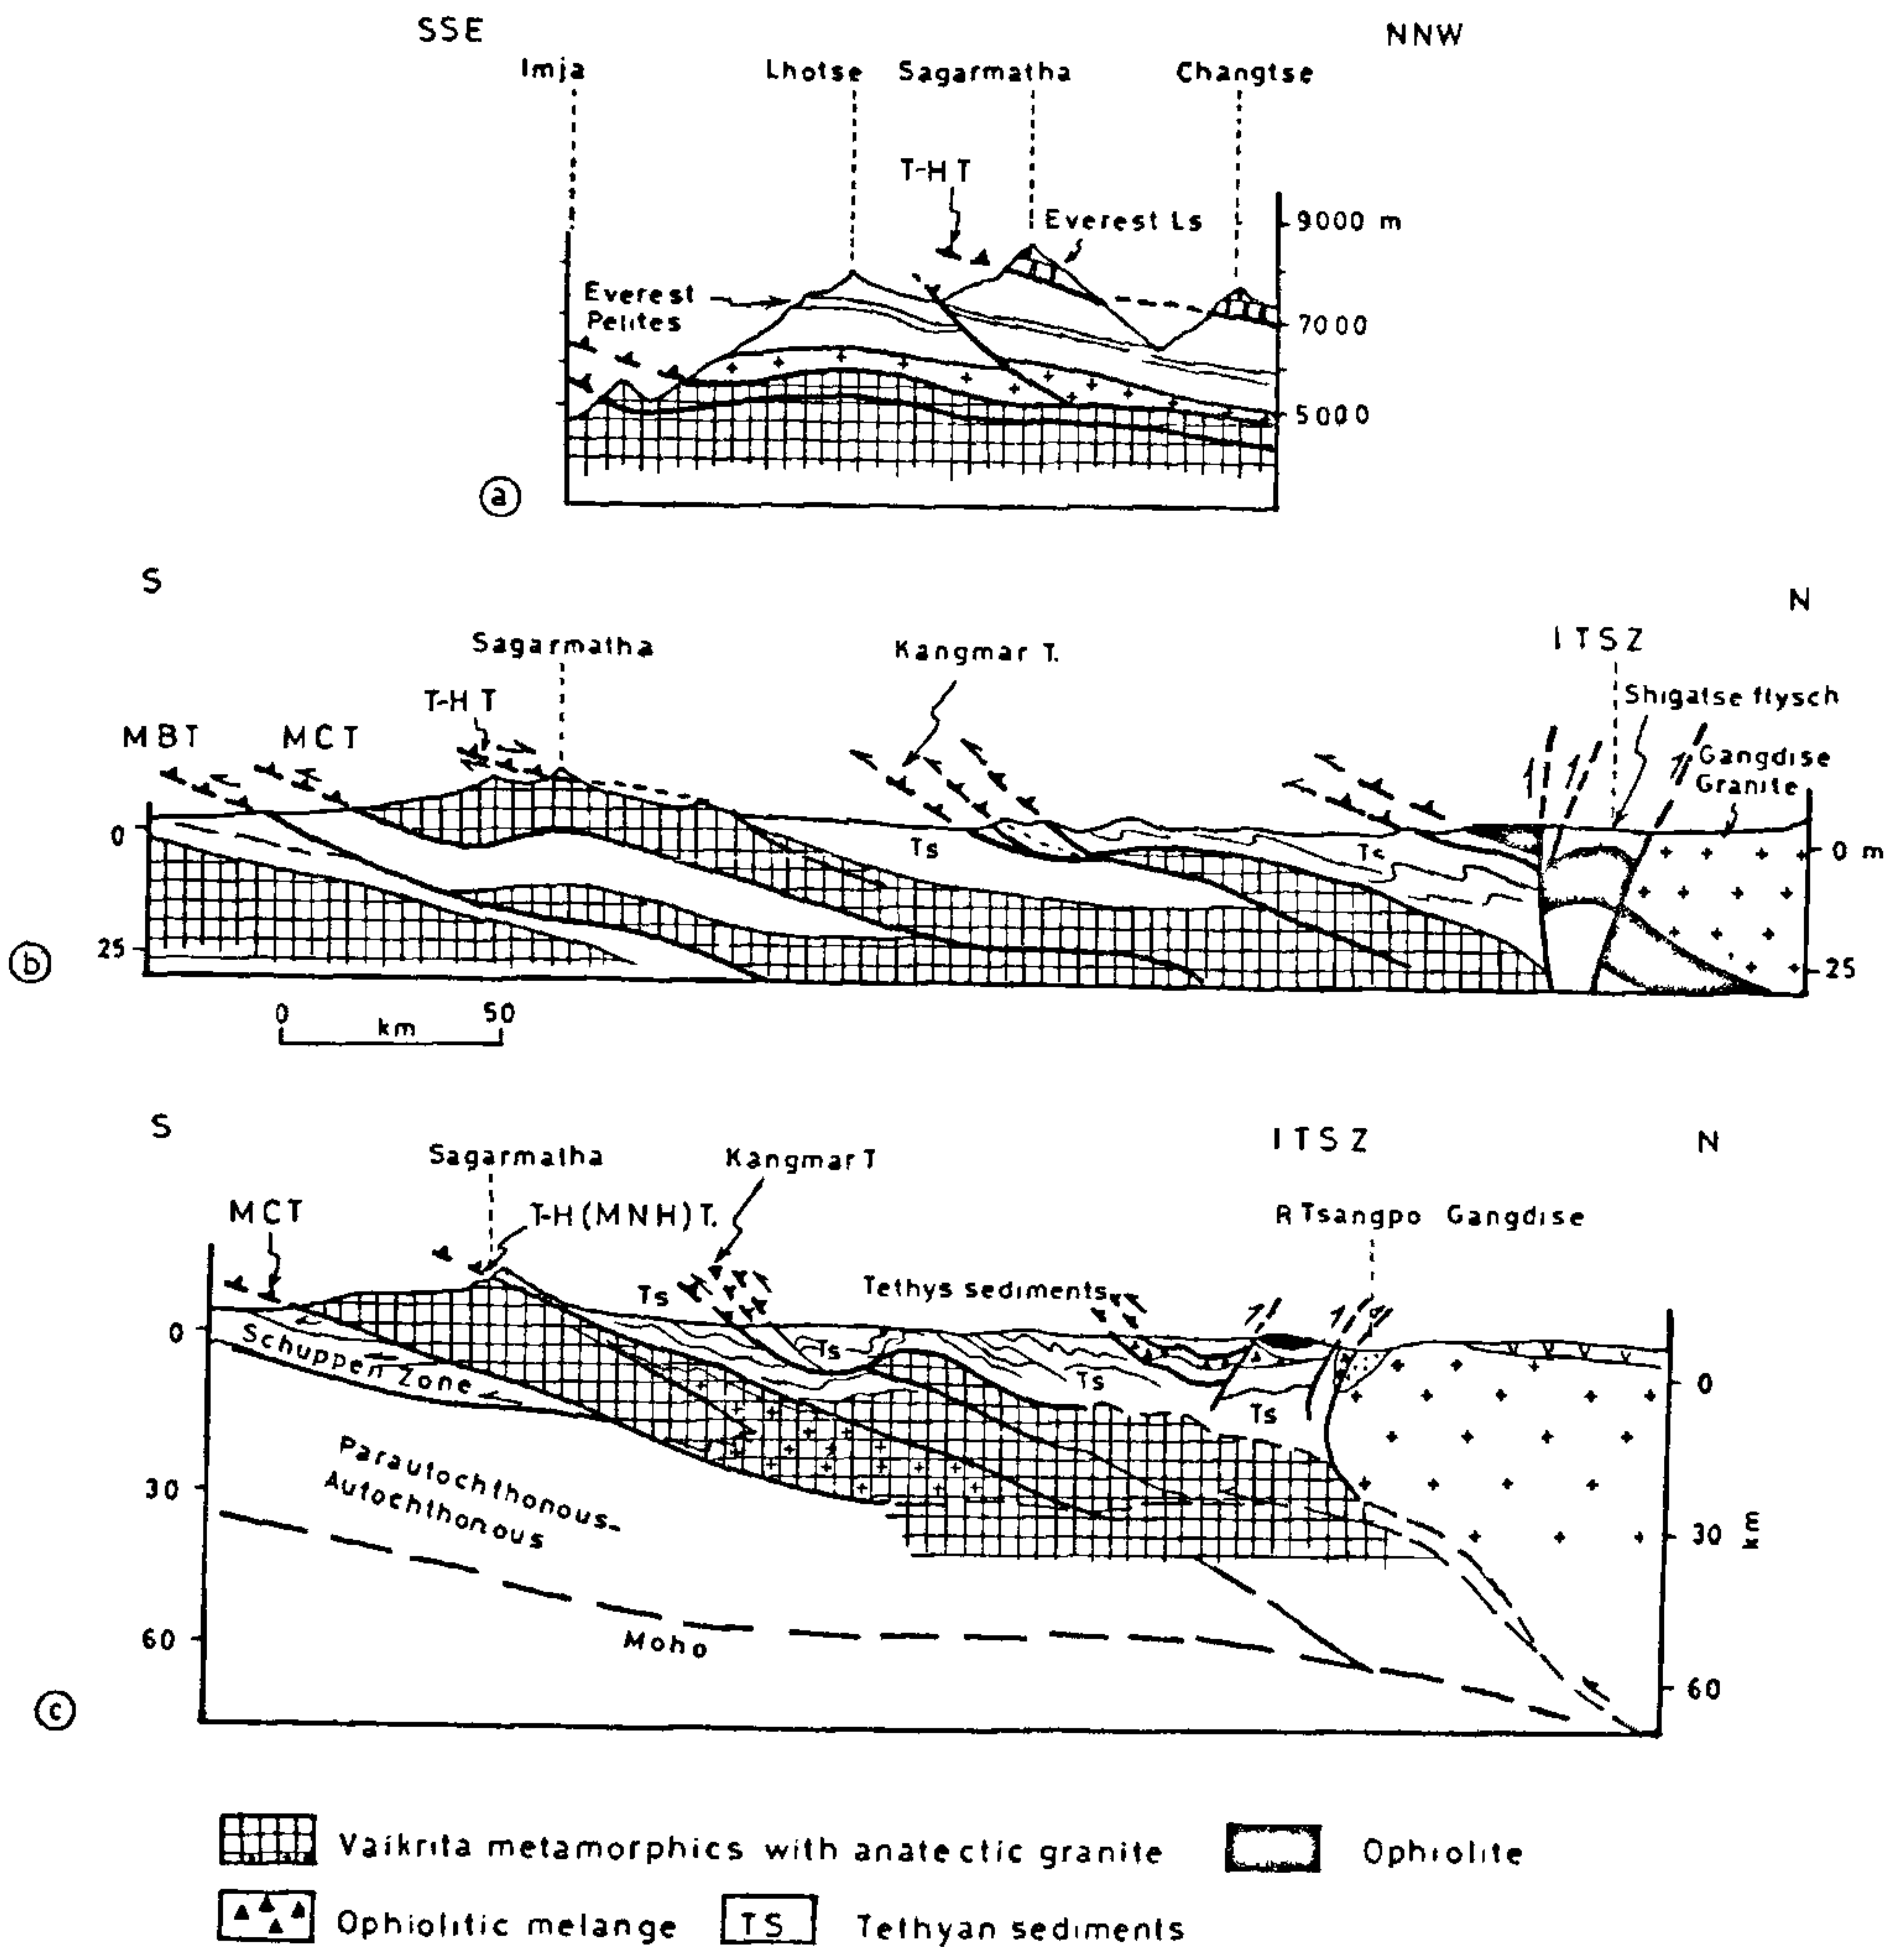 SSE NNW
Imja Lhotse Sagarmatha Changtse
T-H T
Everest Ls
9000 m
Everest
Pelites
7000
5000
a
S N
Sagarmatha Kangmar T. ITSZ
T-H T Shigatse flysch
MBT MCT Gangdise
Granite
0 Ts Ts 0 m
25 25
b
0 50
km
S ITSZ N
Sagarmatha Kangmar T
MCT T-H (MNH) T. R Tsangpo Gangdise
Ts Tethys sediments
0 Schuppen Zone Ts Ts Ts 0
Parautochthonous-
Autochthonous
30 30
km
60 Moho 60
c
Vaikrita metamorphics with anatectic granite Ophiolite
Ophiolitic melange TS Tethyan sediments